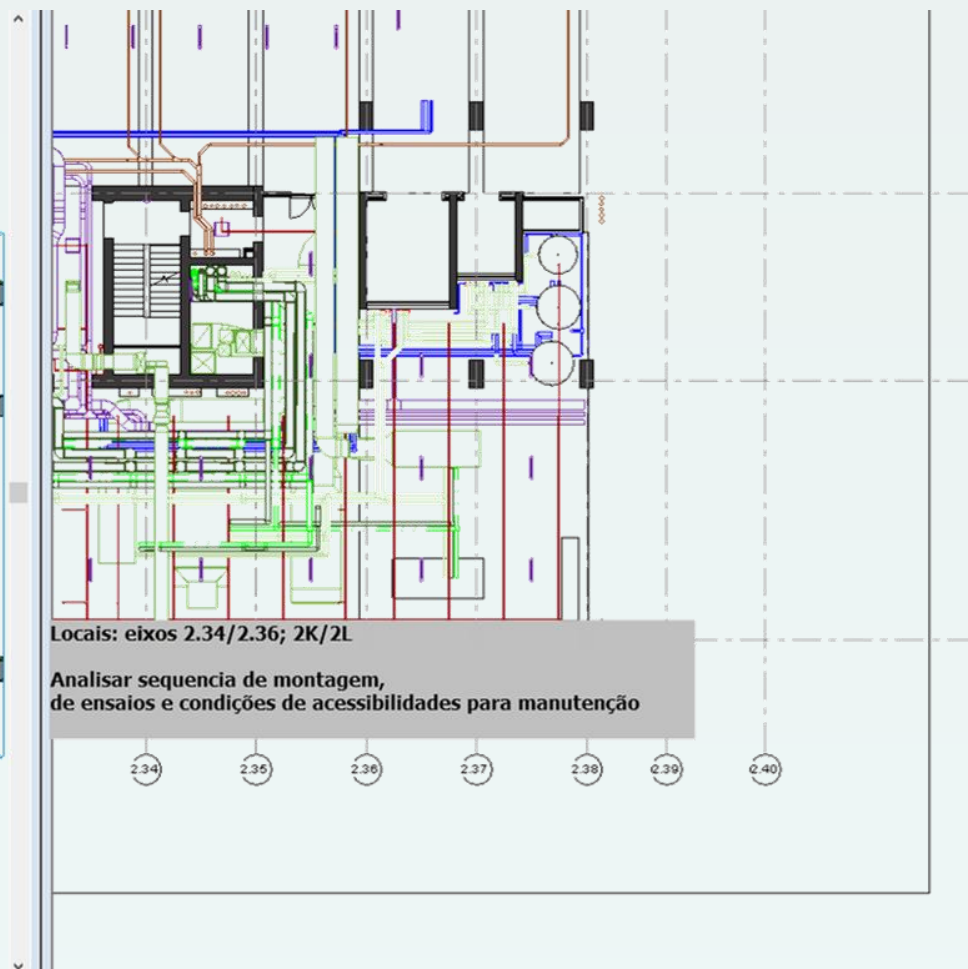 Locais: eixos 2.34/2.36; 2K/2L
Analisar sequencia de montagem,
de ensaios e condições de acessibilidades para manutenção
2.34 2.35 2.36 2.37 2.38 2.39 2.40